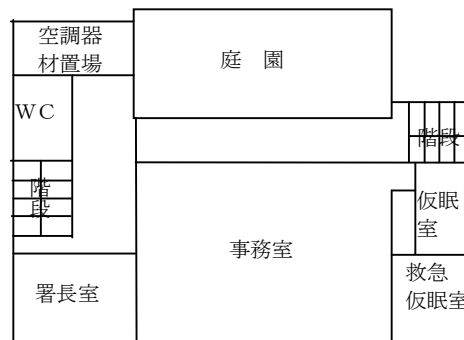 空調器
材置場
庭　園
ＷＣ
階段
階
段
仮眠
室
事務室
署長室
救急
仮眠室